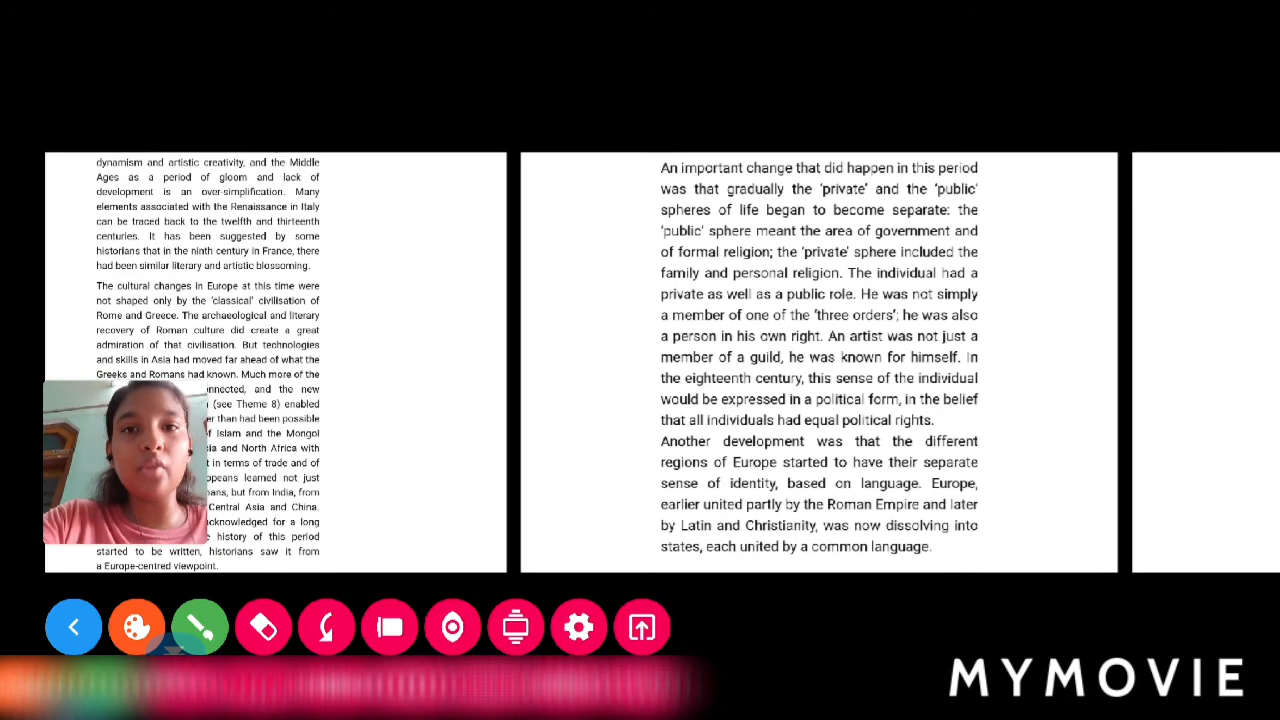 dynamism and artistic creativity, and the Middle
Ages as a period of gloom and lack of
development is an over-simplification. Many
elements associated with the Renaissance in Italy
can be traced back to the twelfth and thirteenth
centuries. It has been suggested by some
historians that in the ninth century in France, there
had been similar literary and artistic blossoming.
The cultural changes in Europe at this time were
not shaped only by the 'classical' civilisation of
Rome and Greece. The archaeological and literary
recovery of Roman culture did create a great
admiration of that civilisation. But technologies
and skills in Asia had moved far ahead of what the
Greeks and Romans had known. Much more of the
and the new
(see Theme 8) enabled
than had been possible
of Islam and the Mongol
and North Africa with
in terms of trade and of
learned not just
but from India, from
Central Asia and China.
acknowledged for a long
history of this period
started to be written, historians saw it from
a Europe-centred viewpoint.
An important change that did happen in this period
was that gradually the 'private' and the 'public'
spheres of life began to become separate: the
'public' sphere meant the area of government and
of formal religion; the 'private' sphere included the
family and personal religion. The individual had a
private as well as a public role. He was not simply
a member of one of the 'three orders'; he was also
a person in his own right. An artist was not just a
member of a guild, he was known for himself. In
the eighteenth century, this sense of the individual
would be expressed in a political form, in the belief
that all individuals had equal political rights.
Another development was that the different
regions of Europe started to have their separate
sense of identity, based on language. Europe,
earlier united partly by the Roman Empire and later
by Latin and Christianity, was now dissolving into
states, each united by a common language.
MYMOVIE